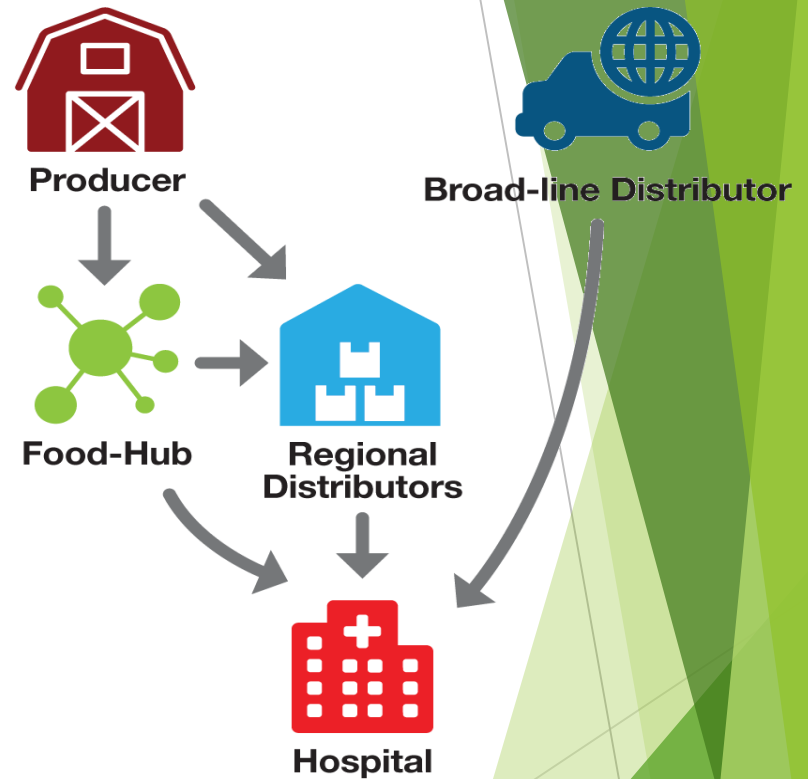 Producer
Broad-line Distributor
Food-Hub
Regional
Distributors
Hospital